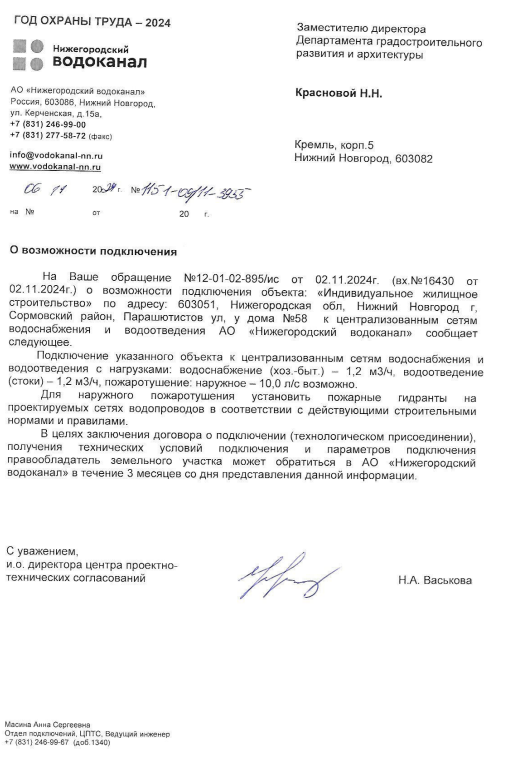 ГОД ОХРАНЫ ТРУДА – 2024
Нижегородский
ВОДОКАНАЛ
АО «Нижегородский водоканал»
Россия, 603086, Нижний Новгород,
ул. Керченская, д.15а,
+7 (831) 246-99-00
+7 (831) 277-58-72 (факс)
info@vodokanal-nn.ru
www.vodokanal-nn.ru
06 11 2024 г. №
на № от 20 г.
Заместителю директора
Департамента градостроительного
развития и архитектуры
Красновой Н.Н.
Кремль, корп.5
Нижний Новгород, 603082
О возможности подключения
На Ваше обращение №12-01-02-895/ис от 02.11.2024г. (вх.№16430 от
02.11.2024г.) о возможности подключения объекта: «Индивидуальное жилищное
строительство» по адресу: 603051, Нижегородская обл, Нижний Новгород г,
Сормовский район, Парашютистов ул, у дома №58 к централизованным сетям
водоснабжения и водоотведения АО «Нижегородский водоканал» сообщает
следующее.
Подключение указанного объекта к централизованным сетям водоснабжения и
водоотведения с нагрузками: водоснабжение (хоз.-быт.) – 1,2 м3/ч, водоотведение
(стоки) – 1,2 м3/ч, пожаротушение: наружное – 10,0 л/с возможно.
Для наружного пожаротушения установить пожарные гидранты на
проектируемых сетях водопроводов в соответствии с действующими строительными
нормами и правилами.
В целях заключения договора о подключении (технологическом присоединении),
получения технических условий подключения и параметров подключения
правообладатель земельного участка может обратиться в АО «Нижегородский
водоканал» в течение 3 месяцев со дня представления данной информации.
С уважением,
и.о. директора центра проектно-
технических согласований
Н.А. Васькова
Масина Анна Сергеевна
Отдел подключений, ЦПТС, Ведущий инженер
+7 (831) 246-99-67 (доб.1340)